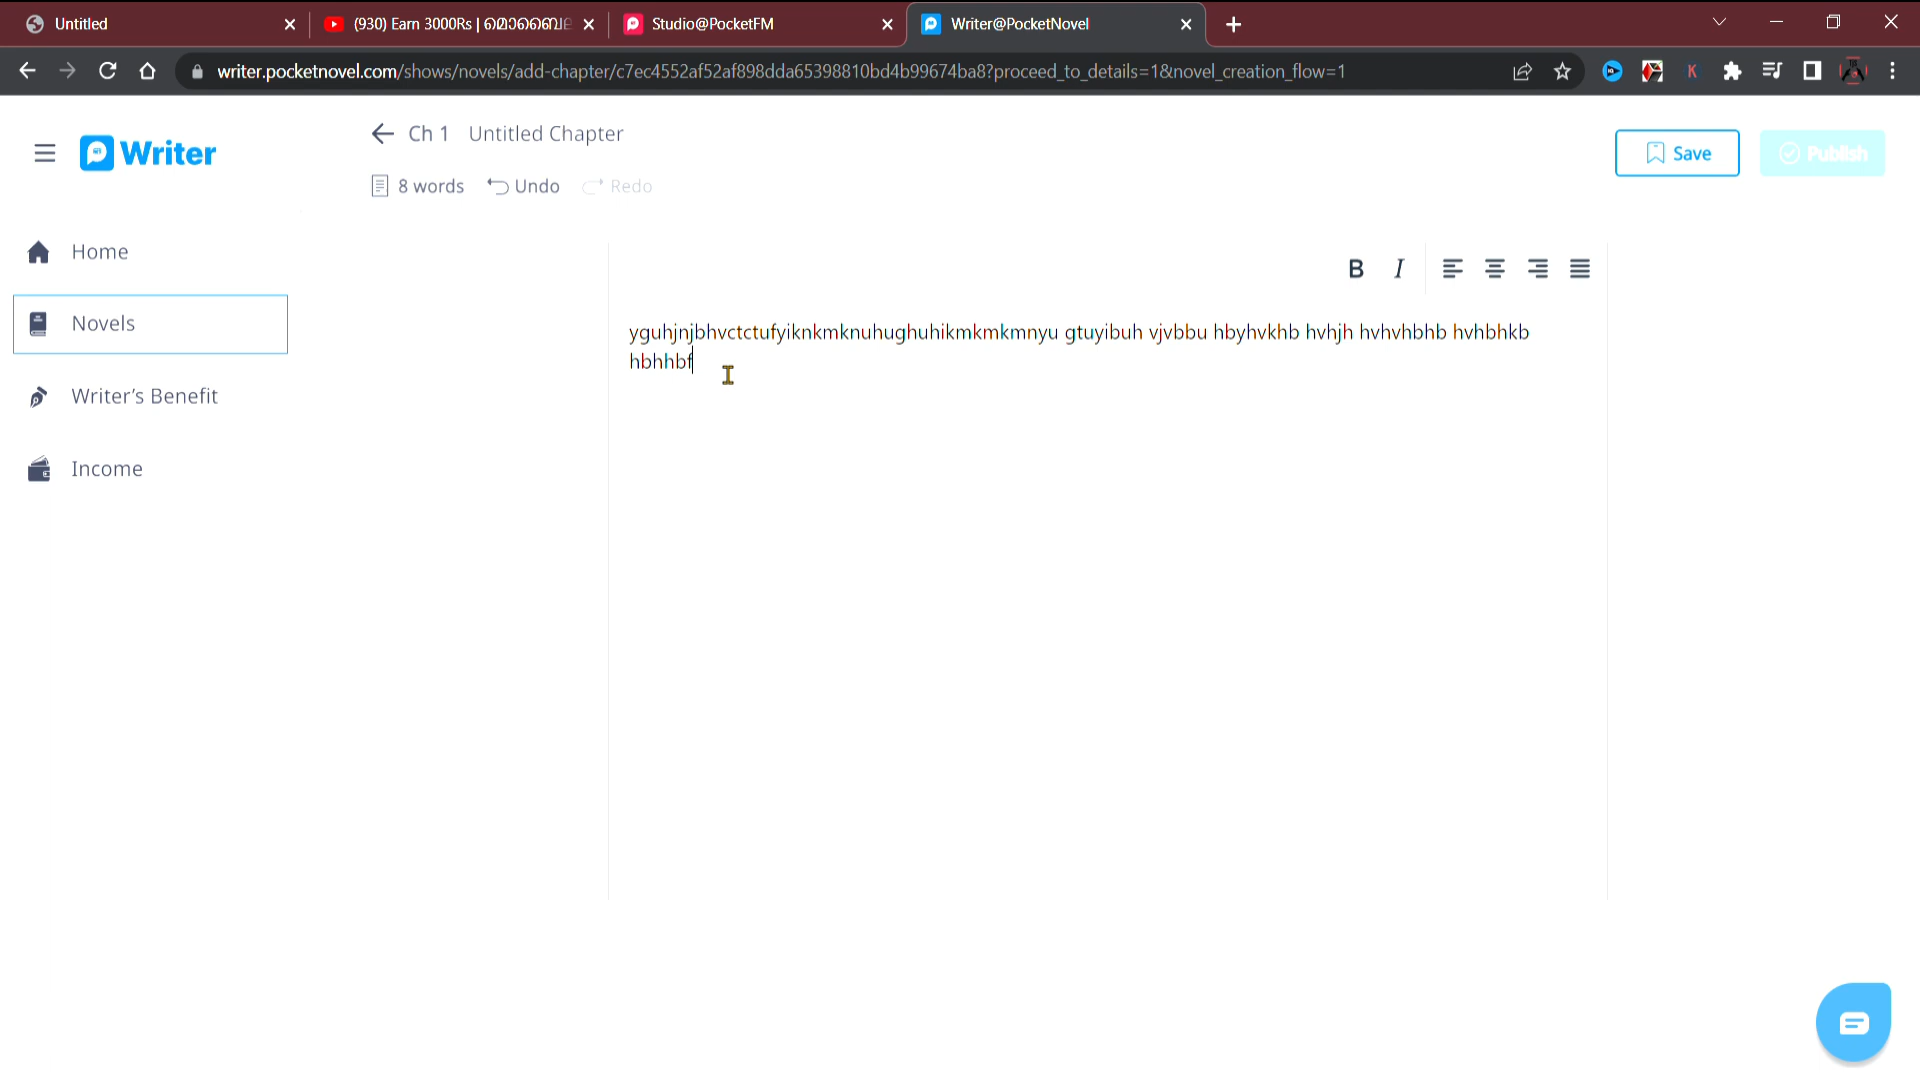 Untitled
(930) Earn 3000Rs |
Studio@PocketFM
Writer@PocketNovel
writer.pocketnovel.com/shows/novels/add-chapter/c7ec4552af52af898dda65398810bd4b99674ba8?proceed_to_details=1&novel_creation_flow=1
Writer
Ch 1 Untitled Chapter
8 words Undo Redo
Save
Publish
Home
Novels
Writer's Benefit
Income
B I
yguhjnjbhvctctufyiknkmknuhughuhikmkmkmnyu gtuyibuh vjvbbu hbyhvkhb hvhjh hvhvhbhb hvhbhkb
hbhhbf